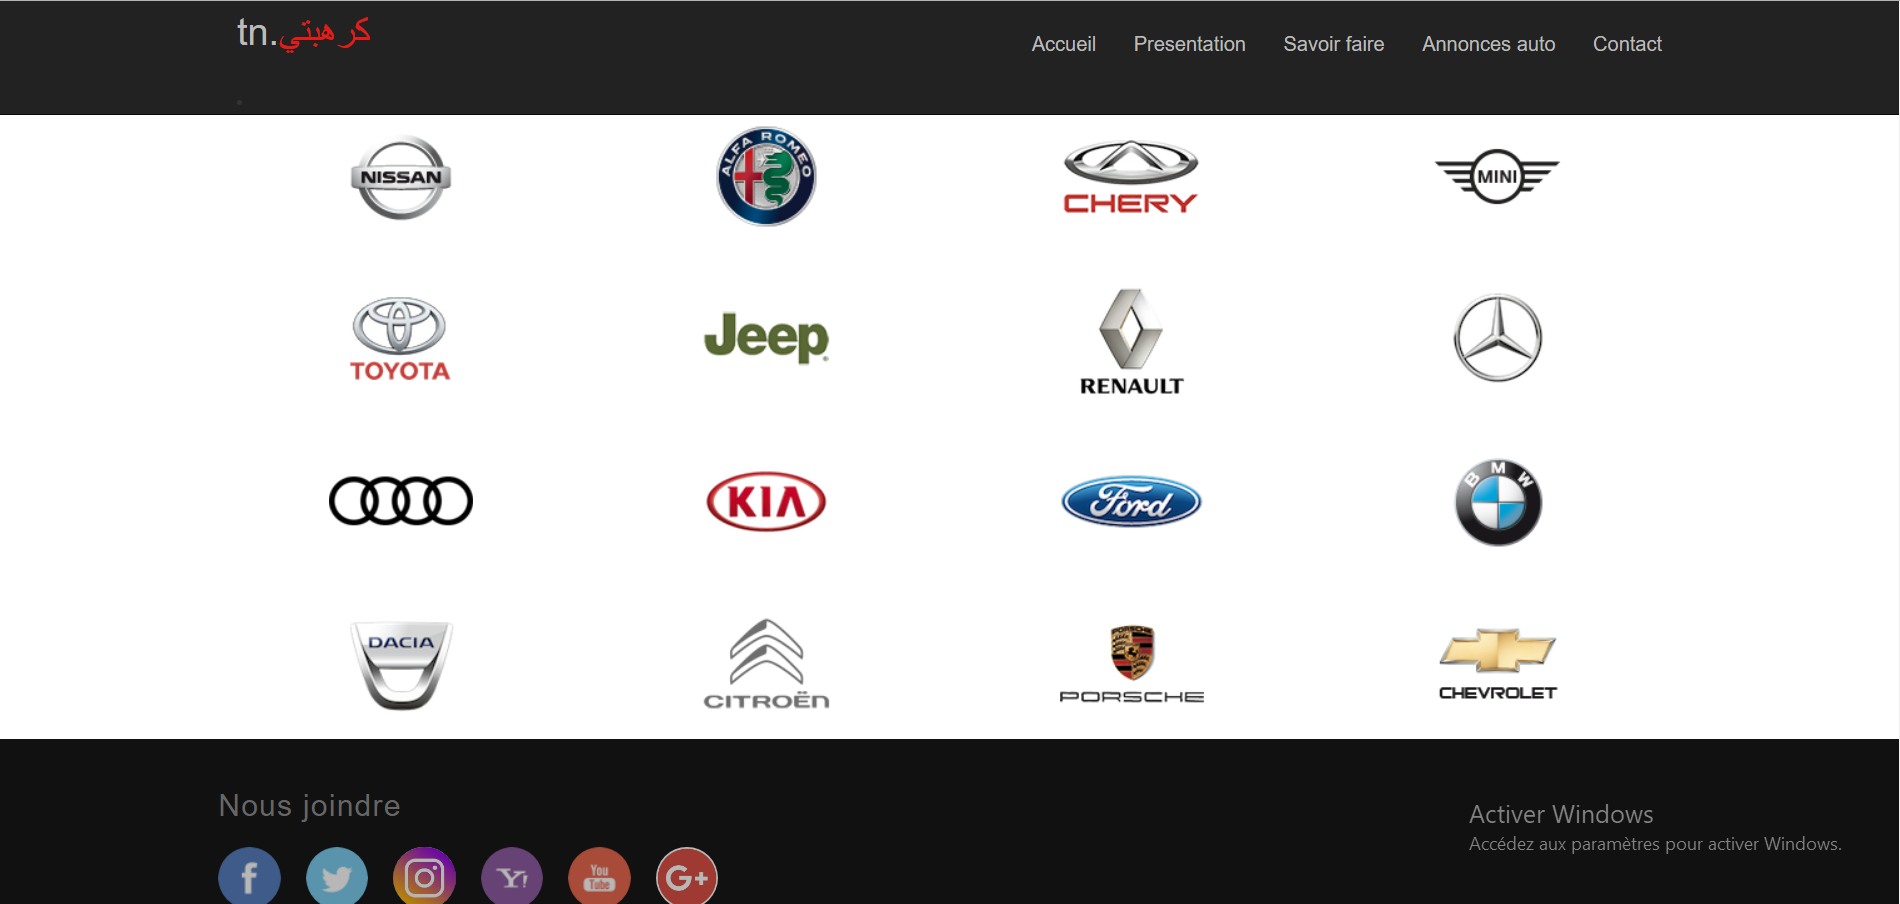 tn.كرهبتي
Accueil Presentation Savoir faire Annonces auto Contact
NISSAN
ALFA ROMEO
CHERY
MINI
TOYOTA
Jeep
RENAULT
KIA
Ford
BMW
DACIA
CITROËN
PORSCHE
PORSCHE
CHEVROLET
Nous joindre
Activer Windows
Accédez aux paramètres pour activer Windows.
f
Y!
You
Tube
G+